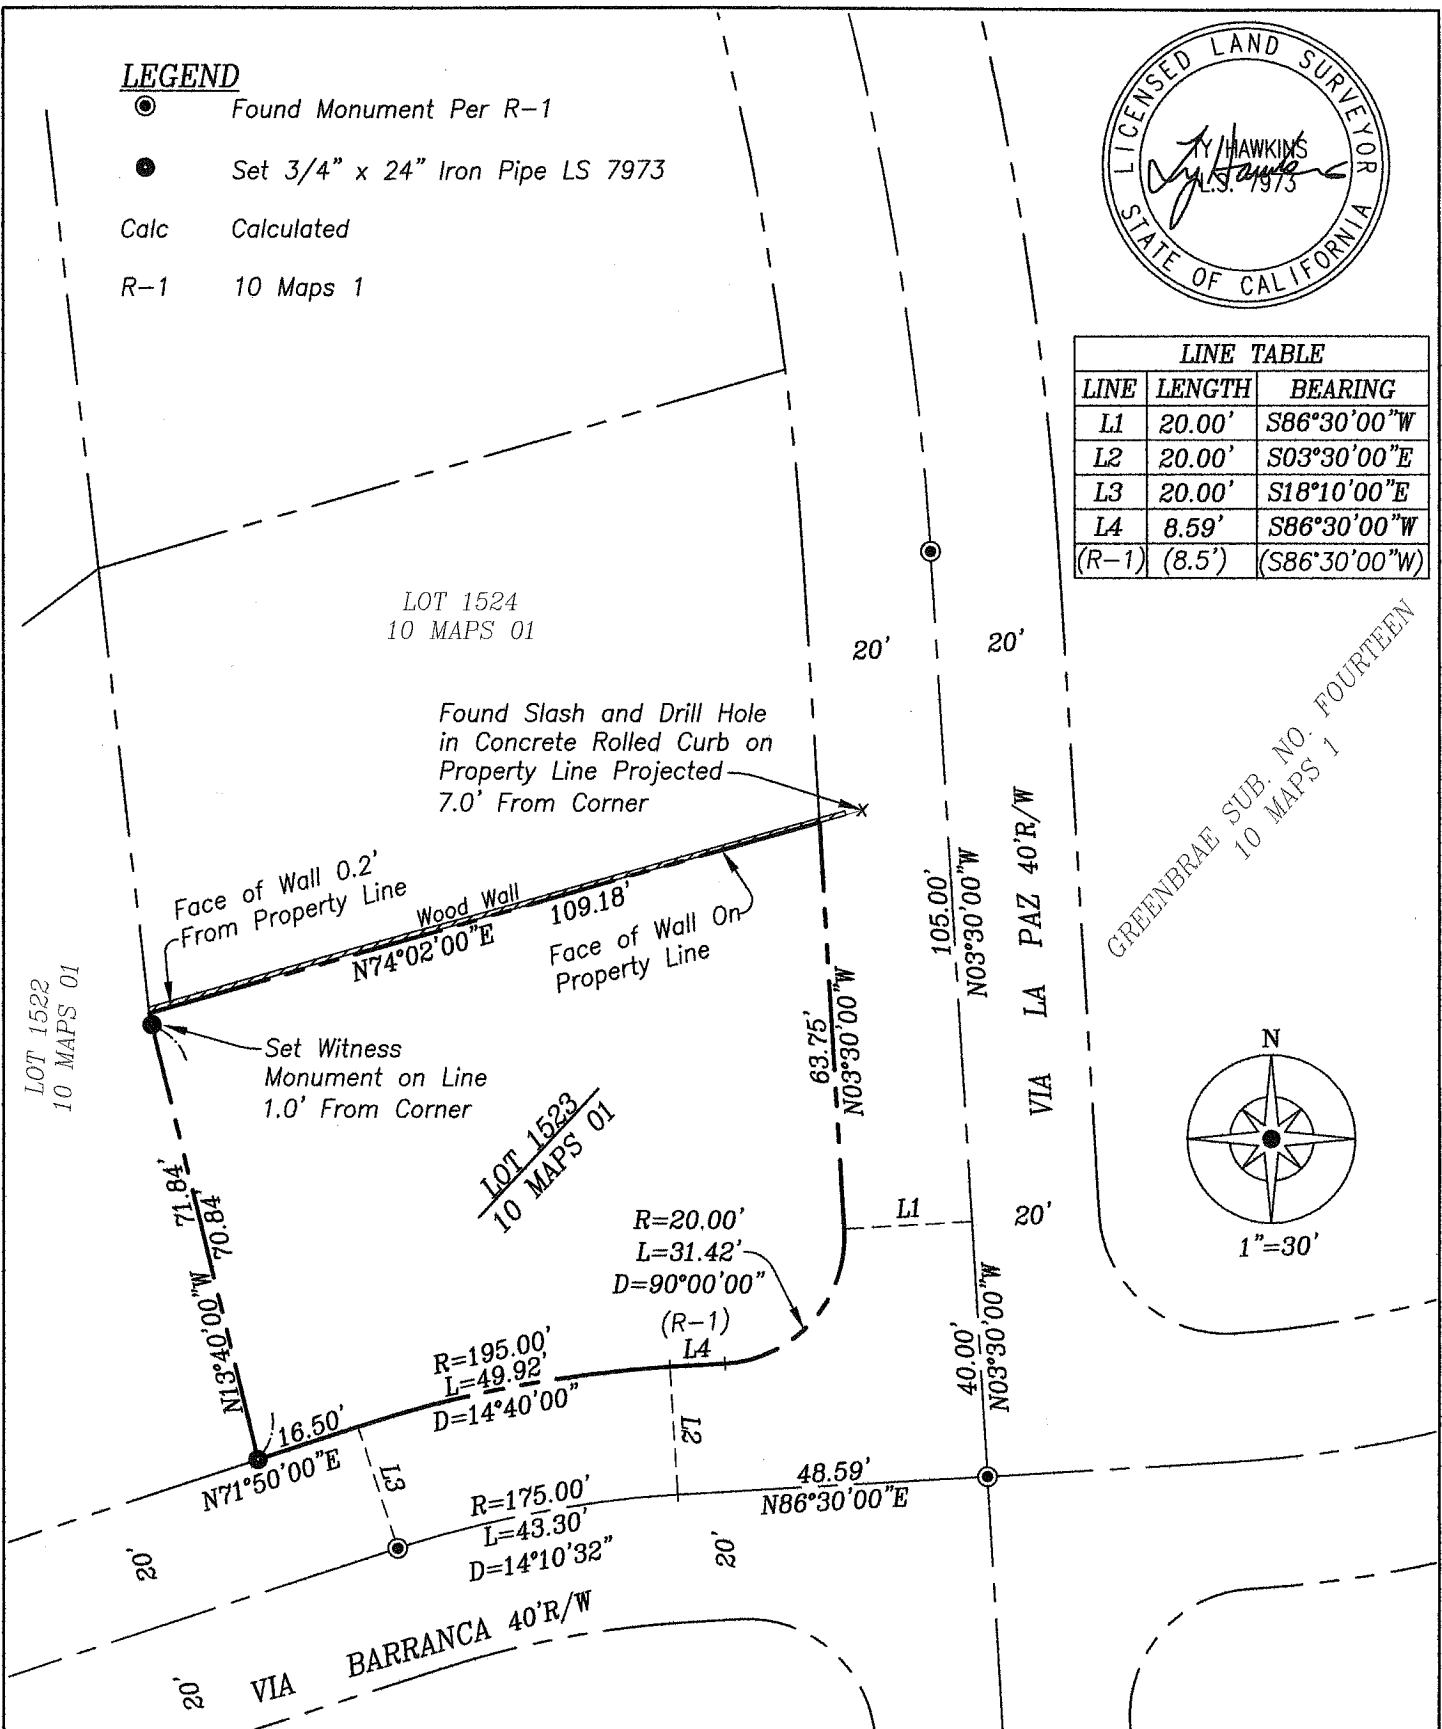 LEGEND
Found Monument Per R-1
Set 3/4" x 24" Iron Pipe LS 7973
Calc Calculated
R-1 10 Maps 1
LICENSED LAND SURVEYOR
TY HAWKINS
L.S. 7973
STATE OF CALIFORNIA
LINE TABLE
LINE LENGTH BEARING
L1 20.00' S86°30'00"W
L2 20.00' S03°30'00"E
L3 20.00' S18°10'00"E
L4 8.59' S86°30'00"W
(R-1) (8.5') (S86°30'00"W)
LOT 1524
10 MAPS 01
20'
20'
GREENBRAE SUB. NO. FOURTEEN
10 MAPS 1
Found Slash and Drill Hole
in Concrete Rolled Curb on
Property Line Projected
7.0' From Corner
Face of Wall 0.2'
From Property Line
Wood Wall
109.18'
N74°02'00"E
Face of Wall On
Property Line
105.00'
N03°30'00"W
VIA LA PAZ 40'R/W
63.75'
N03°30'00"W
LOT 1522
10 MAPS 01
Set Witness
Monument on Line
1.0' From Corner
LOT 1523
10 MAPS 01
N
1"=30'
71.84'
70.84'
N13°40'00"W
L1
20'
R=20.00'
L=31.42'
D=90°00'00"
(R-1)
L4
R=195.00'
L=49.92'
D=14°40'00"
40.00'
N03°30'00"W
16.50'
N71°50'00"E
L3
L2
48.59'
N86°30'00"E
R=175.00'
L=43.30'
D=14°10'32"
20'
20'
VIA BARRANCA 40'R/W
20'